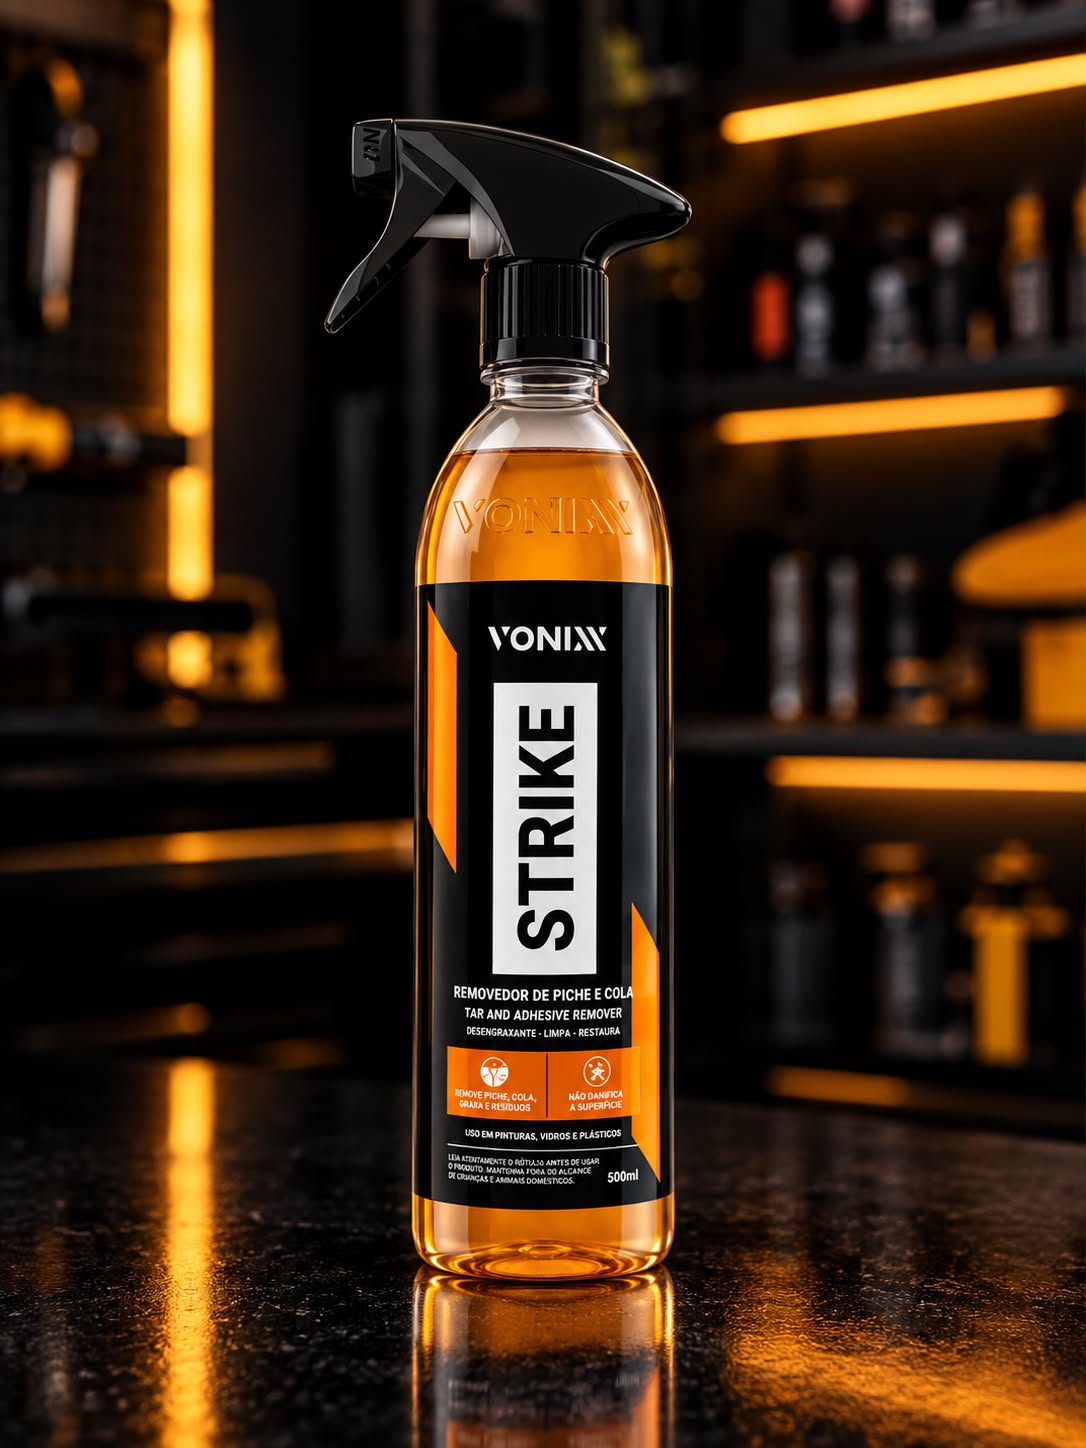 VONIXX
VONIXX
STRIKE
REMOVEDOR DE PICHE E COLA
TAR AND ADHESIVE REMOVER
DESENGRAXANTE - LIMPA - RESTAURA
REMOVE PICHE, COLA,
GRAXA E RESÍDUOS
NÃO DANIFICA
A SUPERFÍCIE
USO EM PINTURAS, VIDROS E PLÁSTICOS
LEIA ATENTAMENTE O RÓTULO ANTES DE USAR
O PRODUTO. MANTENHA FORA DO ALCANCE
DE CRIANÇAS E ANIMAIS DOMÉSTICOS.
500ml